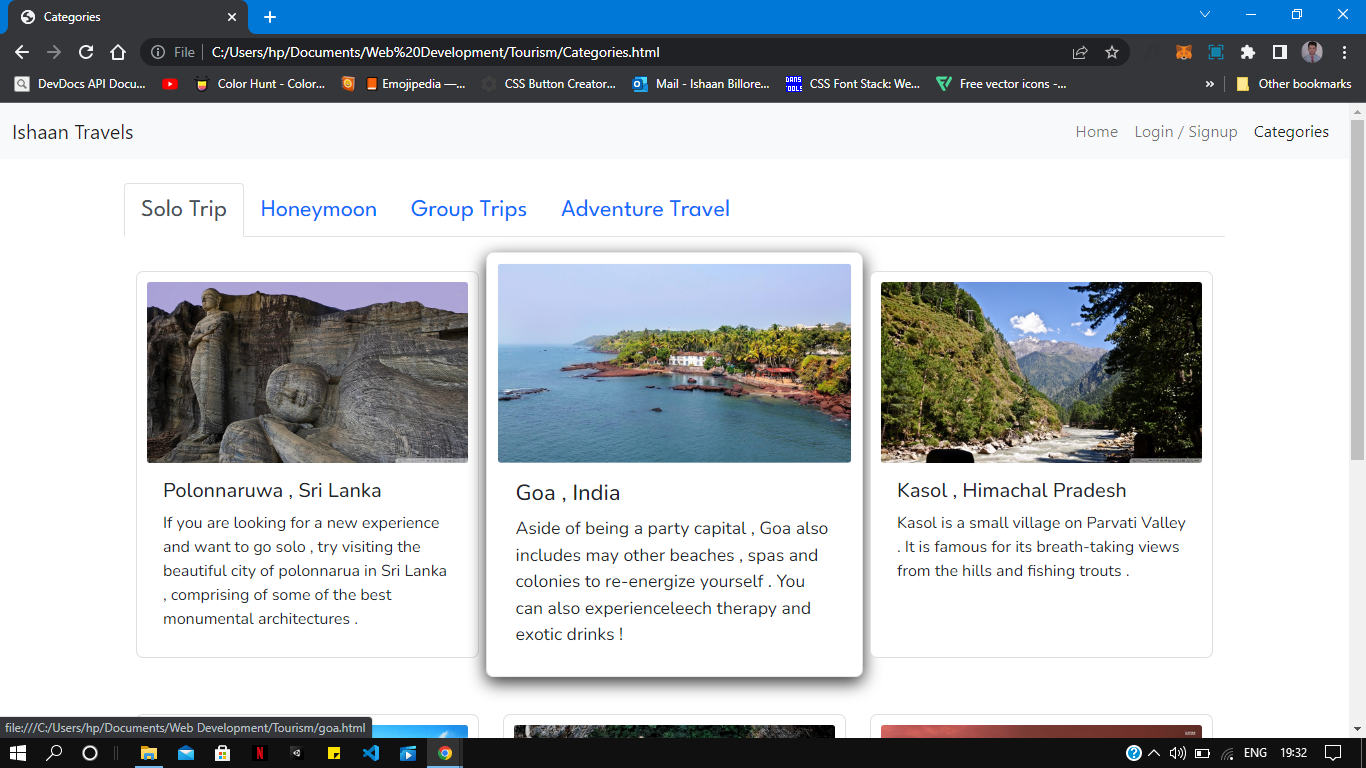 Categories
File
C:/Users/hp/Documents/Web%20Development/Tourism/Categories.html
DevDocs API Docu...
Color Hunt - Color...
Emojipedia —...
CSS Button Creator...
Mail - Ishaan Billore...
DANS TOOLS
CSS Font Stack: We...
Free vector icons -...
»
Other bookmarks
Ishaan Travels
Home
Login / Signup
Categories
Solo Trip
Honeymoon
Group Trips
Adventure Travel
Polonnaruwa , Sri Lanka
If you are looking for a new experience
and want to go solo , try visiting the
beautiful city of polonnarua in Sri Lanka
, comprising of some of the best
monumental architectures .
Goa , India
Aside of being a party capital , Goa also
includes may other beaches , spas and
colonies to re-energize yourself . You
can also experienceleech therapy and
exotic drinks !
Kasol , Himachal Pradesh
Kasol is a small village on Parvati Valley
. It is famous for its breath-taking views
from the hills and fishing trouts .
file:///C:/Users/hp/Documents/Web Development/Tourism/goa.html
ENG
19:32